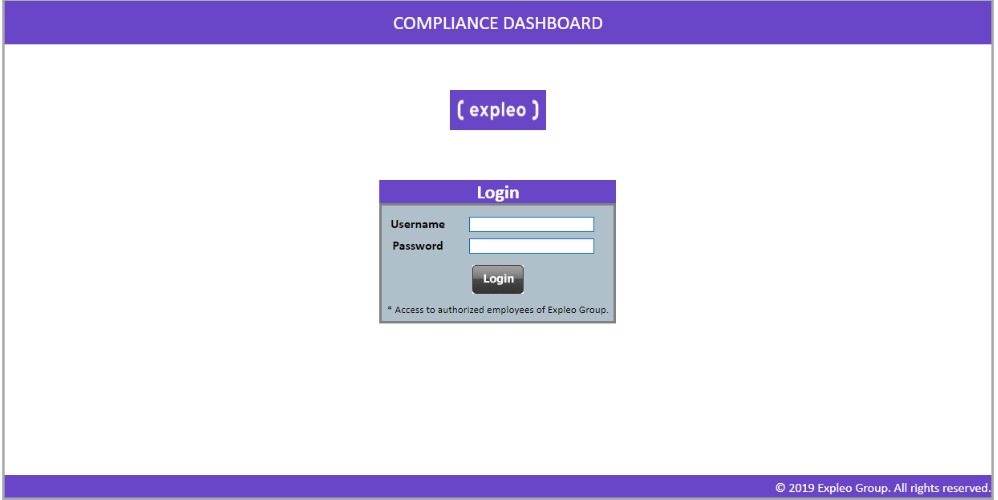 COMPLIANCE DASHBOARD
( expleo )
Login
Username
Password
Login
* Access to authorized employees of Expleo Group.
© 2019 Expleo Group. All rights reserved.